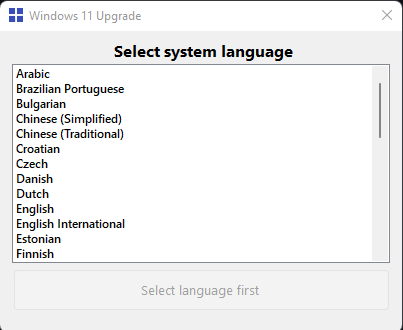 Windows 11 Upgrade
Select system language
Arabic
Brazilian Portuguese
Bulgarian
Chinese (Simplified)
Chinese (Traditional)
Croatian
Czech
Danish
Dutch
English
English International
Estonian
Finnish
Select language first